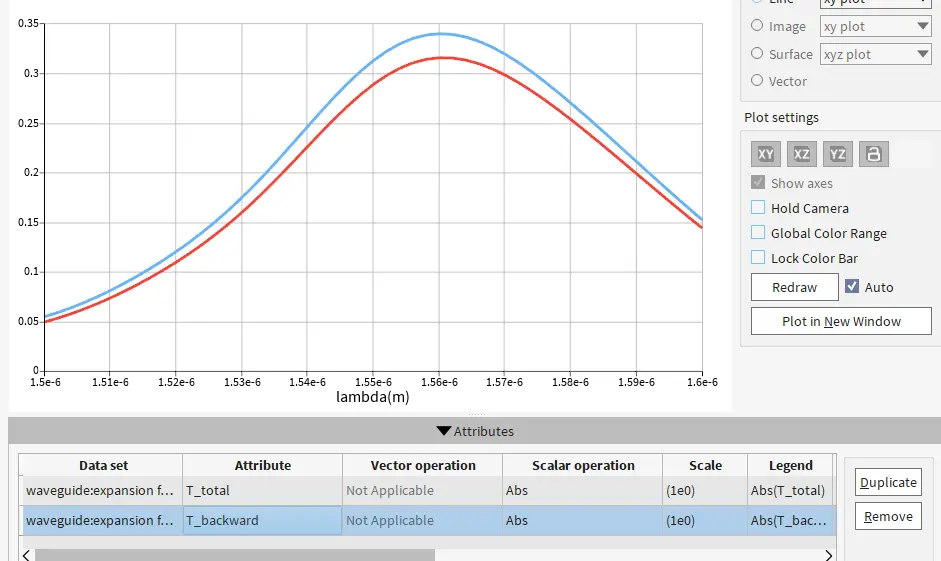 Line xy plot
Image xy plot
Surface xyz plot
Vector
Plot settings
XY XZ YZ a
Show axes
Hold Camera
Global Color Range
Lock Color Bar
Redraw Auto
Plot in New Window
0.35
0.3
0.25
0.2
0.15
0.1
0.05
0
1.5e-6 1.51e-6 1.52e-6 1.53e-6 1.54e-6 1.55e-6 1.56e-6 1.57e-6 1.58e-6 1.59e-6 1.6e-6
lambda(m)
Attributes
Data set Attribute Vector operation Scalar operation Scale Legend
waveguide:expansion f... T_total Not Applicable Abs (1e0) Abs(T_total)
waveguide:expansion f... T_backward Not Applicable Abs (1e0) Abs(T_bac...
Duplicate
Remove